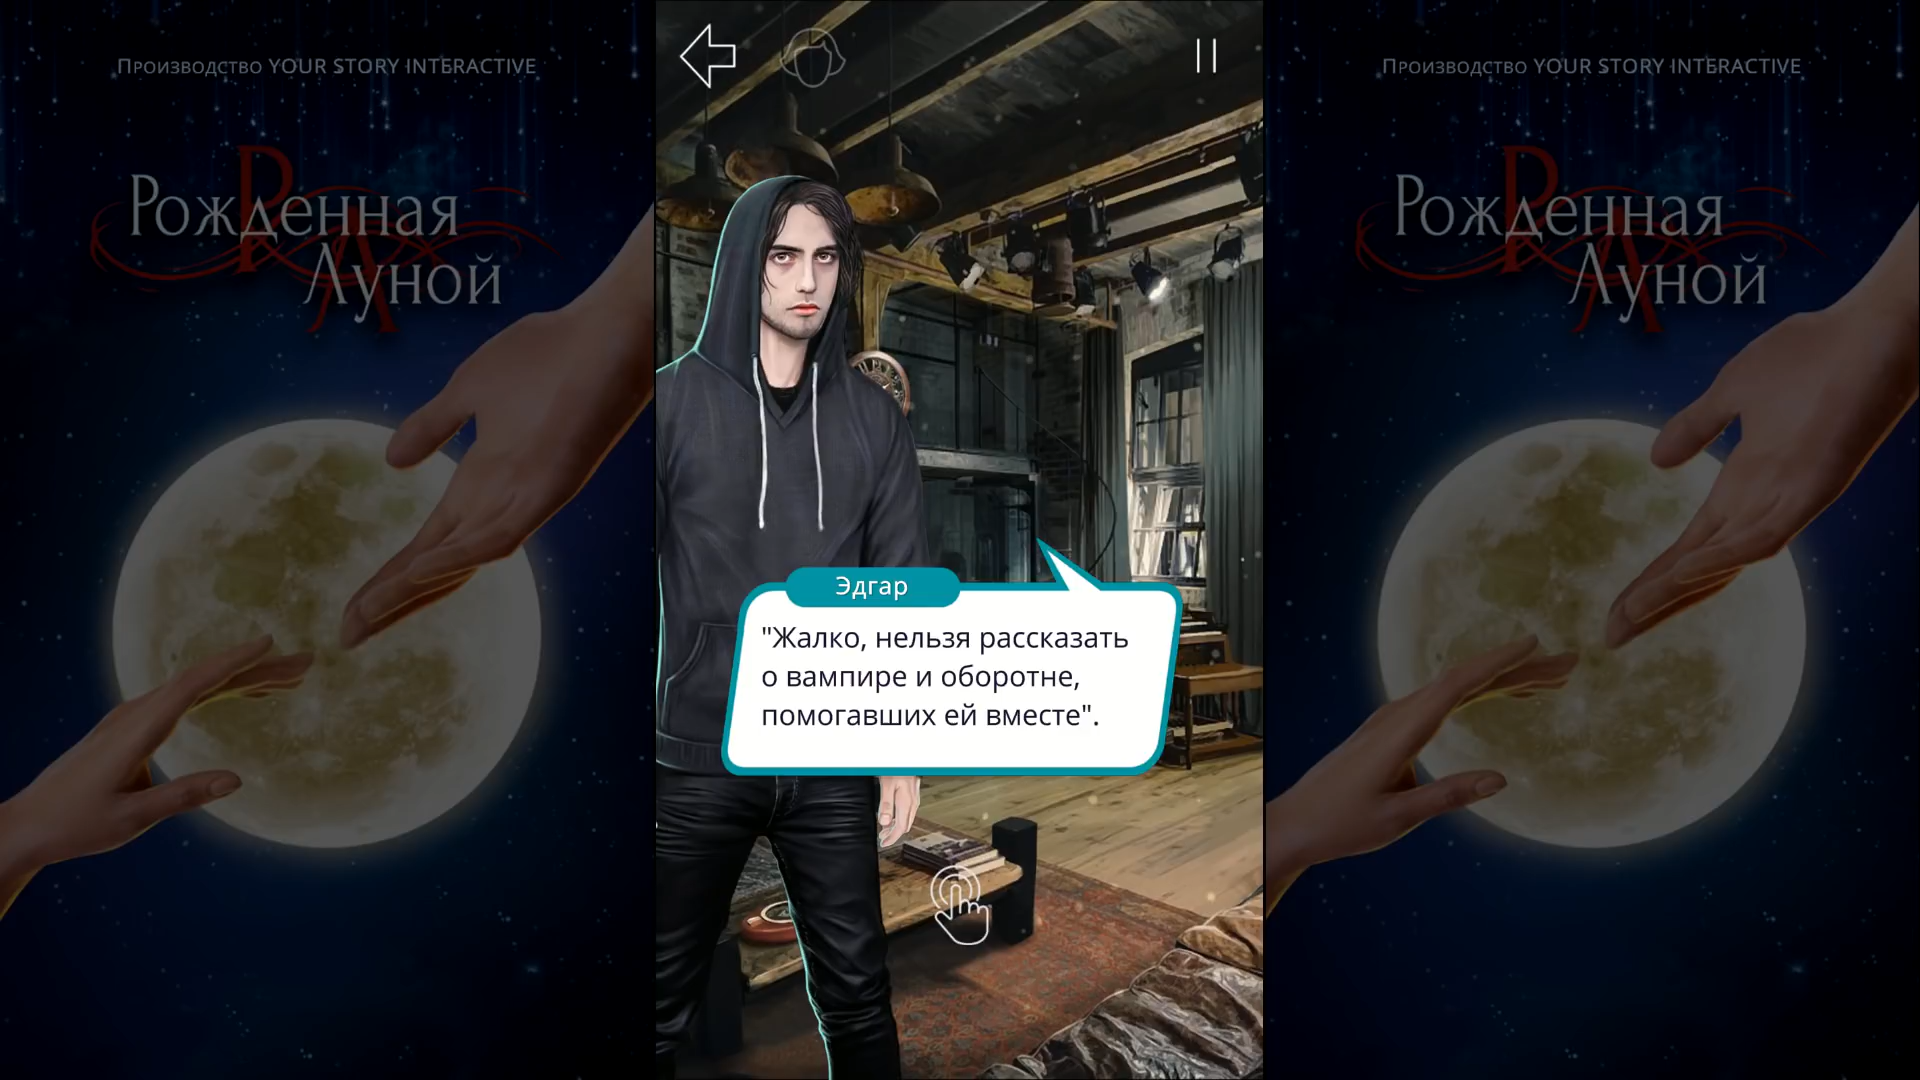 Производство YOUR STORY INTERACTIVE
Рожденная
Луной
Эдгар
"Жалко, нельзя рассказать
о вампире и оборотне,
помогавших ей вместе".
Производство YOUR STORY INTERACTIVE
Рожденная
Луной